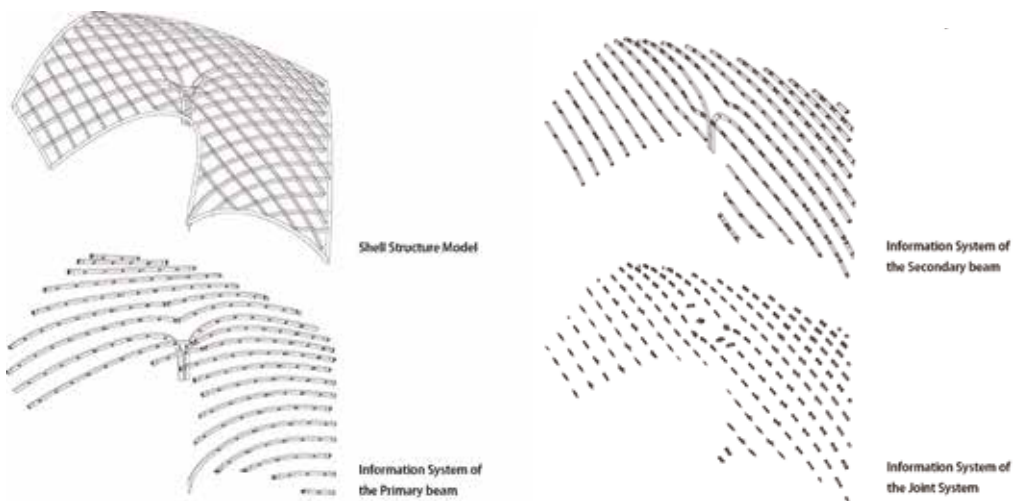 Shell Structure Model
Information System of
the Secondary beam
Information System of
the Primary beam
Information System of
the Joint System